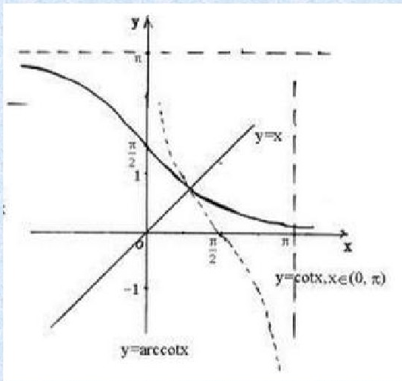 y
π
y=x
π/2
1
0
π/2
π
x
y=cotx,x∈(0, π)
-1
y=arccotx